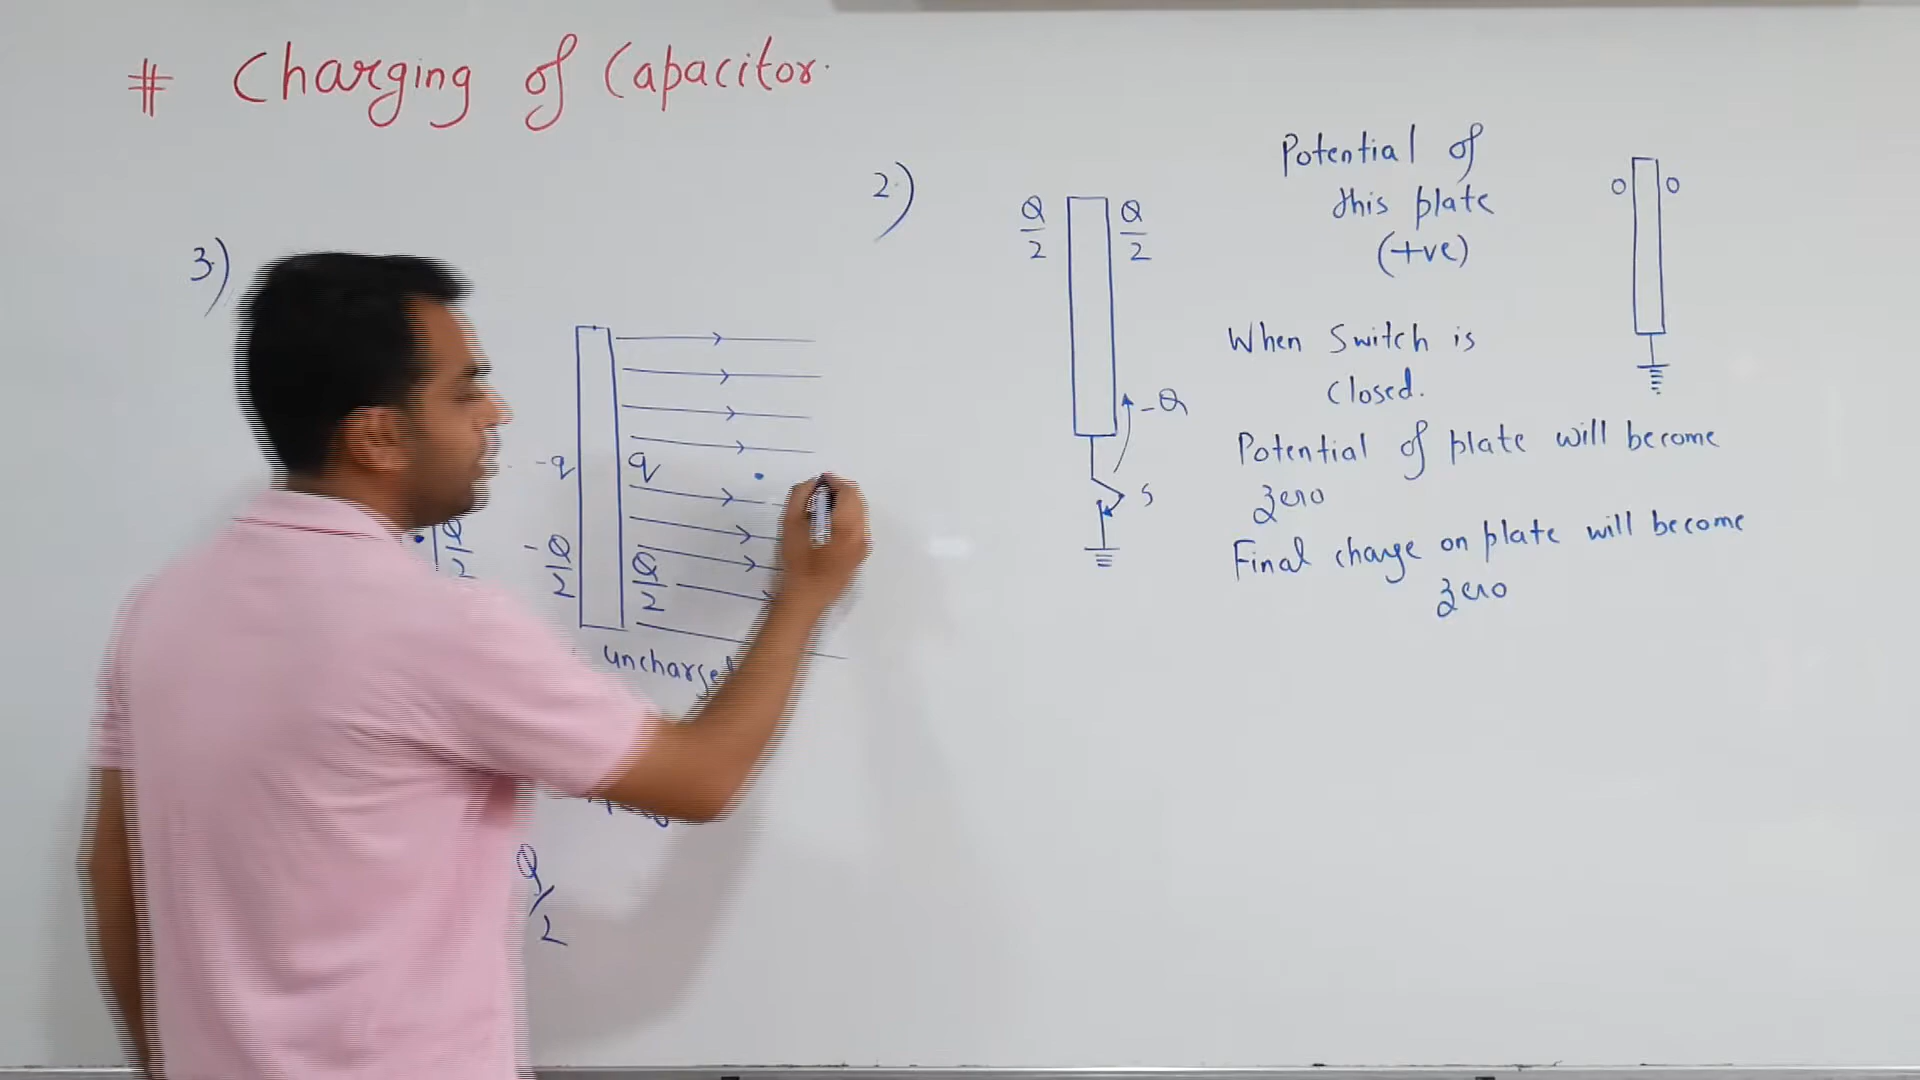 # Charging of Capacitor.
3.)
-q
q
Q/2
-Q/2
Q/2
uncharged
Q/2
2.)
Q/2
Q/2
-Q
S
Potential of
this plate
(+ve)
When Switch is
Closed.
Potential of plate will become
zero
Final charge on plate will become
zero
0 0